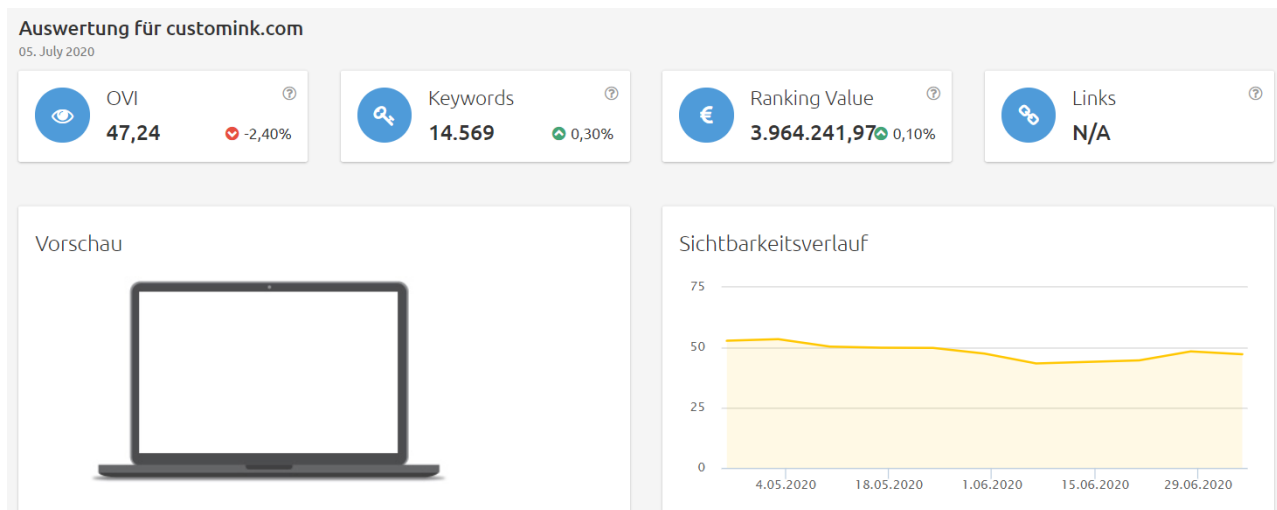 Auswertung für customink.com
05. July 2020
OVI
47,24
-2,40%
Keywords
14.569
0,30%
Ranking Value
3.964.241,97
0,10%
Links
N/A
Vorschau
Sichtbarkeitsverlauf
75
50
25
0
4.05.2020 18.05.2020 1.06.2020 15.06.2020 29.06.2020